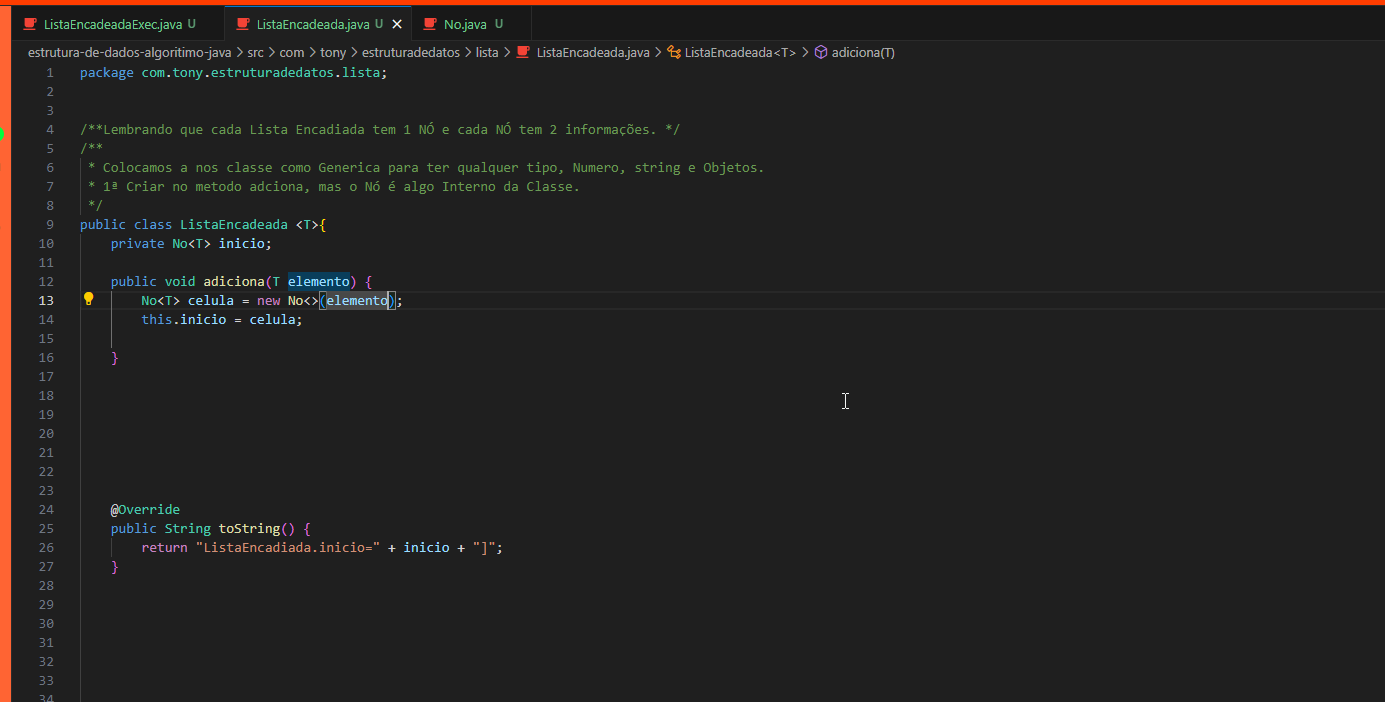 ListaEncadeadaExec.java U ListaEncadeada.java U × No.java U
estrutura-de-dados-algoritimo-java > src > com > tony > estruturadedatos > lista > ListaEncadeada.java > ListaEncadeada<T> > adiciona(T)
1 package com.tony.estruturadedatos.lista;
2
3
4 /**Lembrando que cada Lista Encadiada tem 1 NÓ e cada NÓ tem 2 informações. */
5 /**
6  * Colocamos a nos classe como Generica para ter qualquer tipo, Numero, string e Objetos.
7  * 1ª Criar no metodo adciona, mas o Nó é algo Interno da Classe.
8  */
9 public class ListaEncadeada <T>{
10     private No<T> inicio;
11
12     public void adiciona(T elemento) {
13         No<T> celula = new No<>(elemento);
14         this.inicio = celula;
15
16     }
17
18
19
20
21
22
23
24     @Override
25     public String toString() {
26         return "ListaEncadiada.inicio=" + inicio + "]";
27     }
28
29
30
31
32
33
34